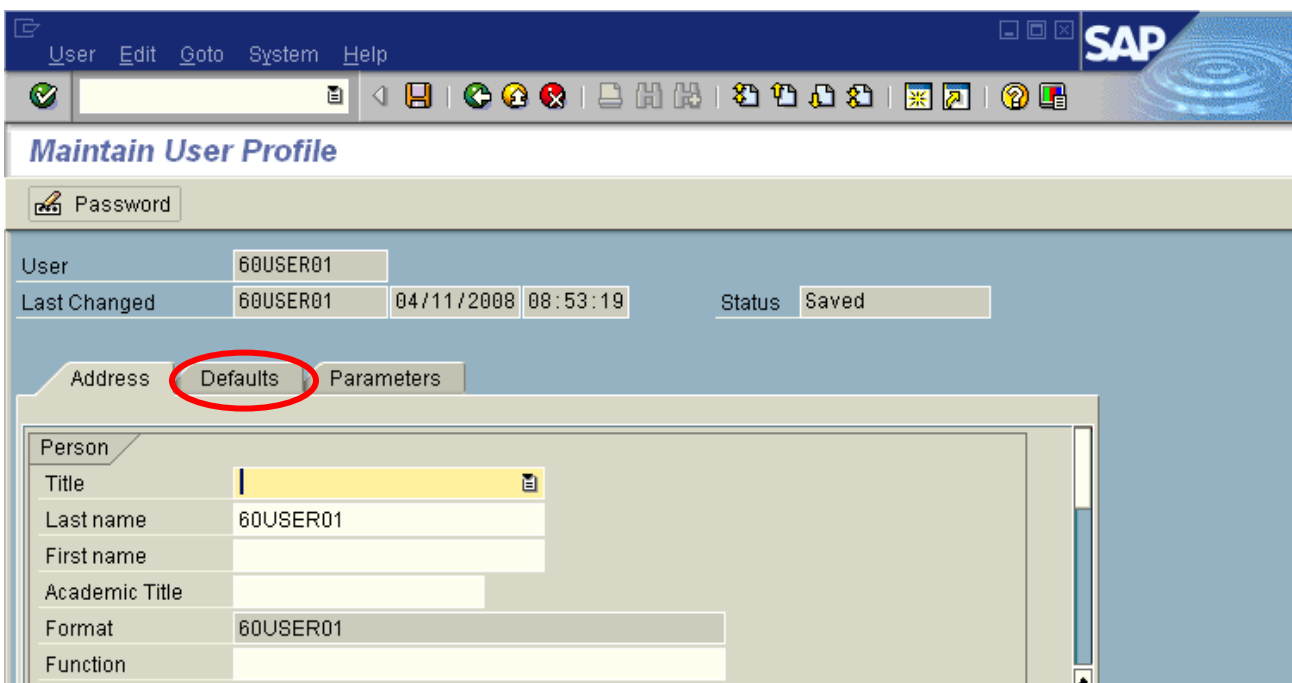 User Edit Goto System Help
SAP
Maintain User Profile
Password
User 60USER01
Last Changed 60USER01 04/11/2008 08:53:19 Status Saved
Address Defaults Parameters
Person
Title
Last name 60USER01
First name
Academic Title
Format 60USER01
Function